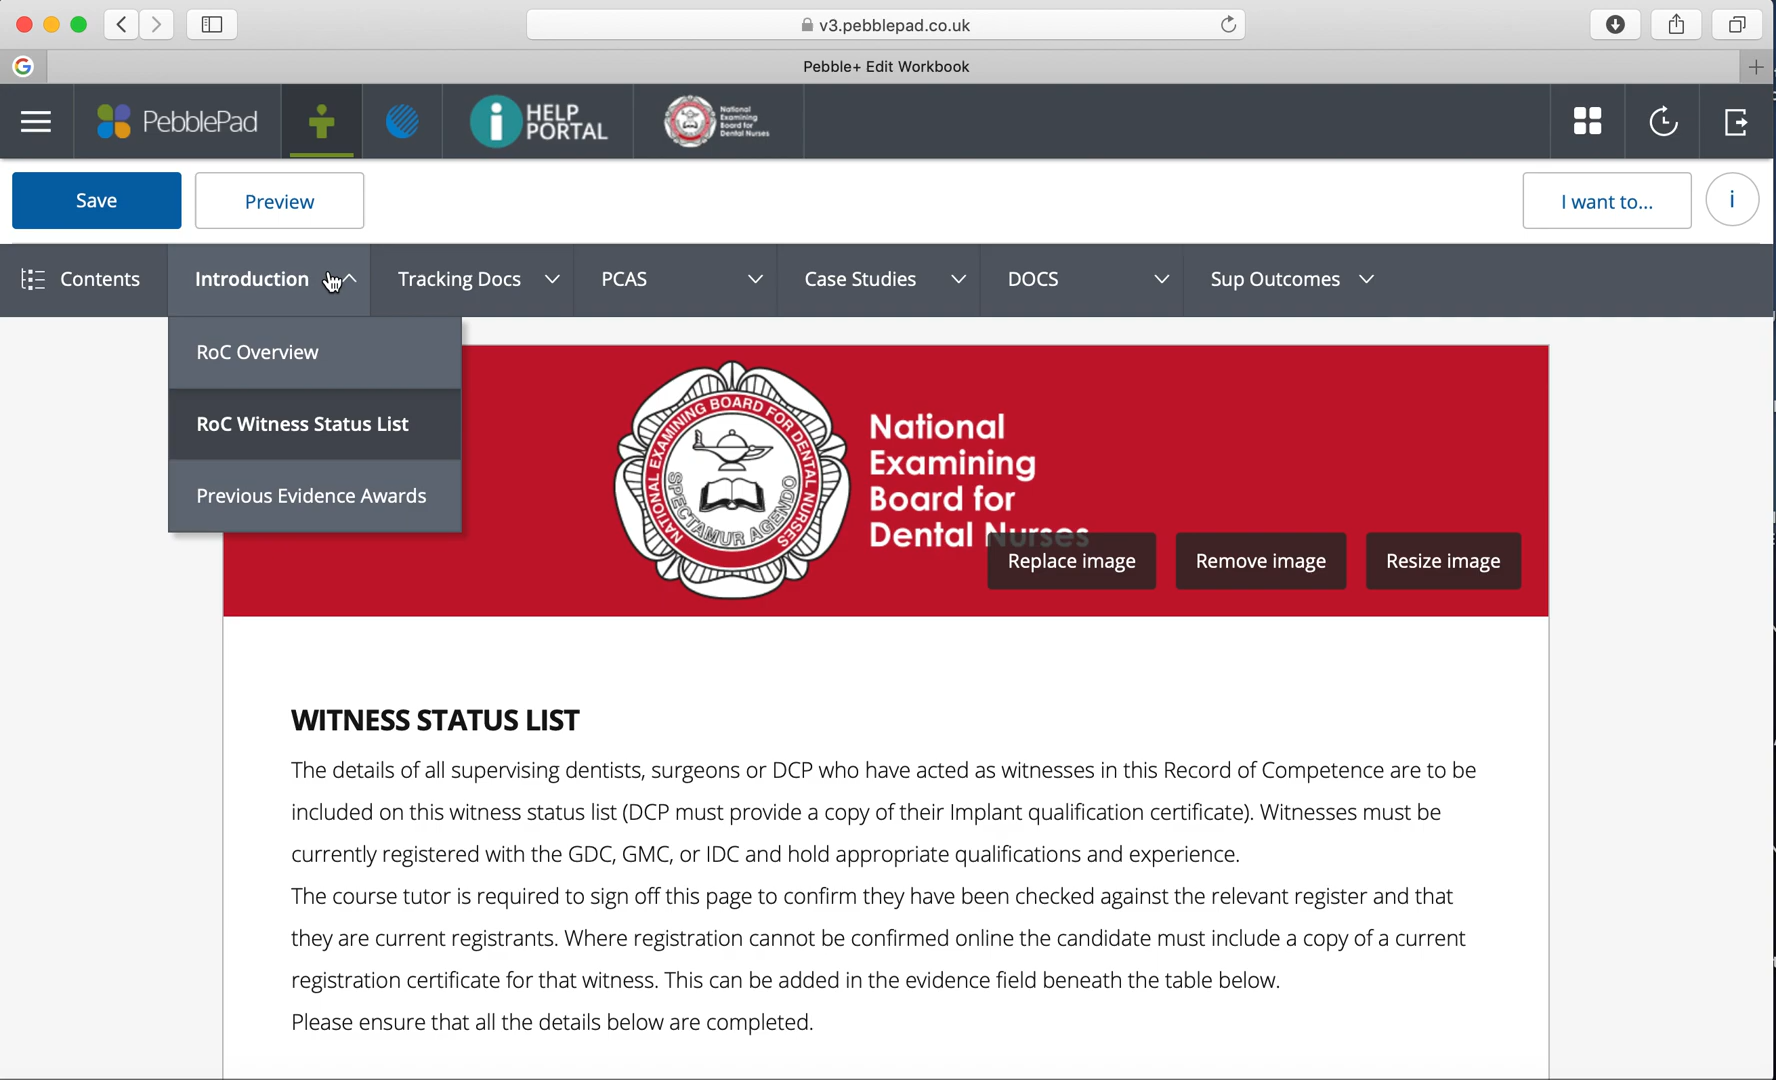 v3.pebblepad.co.uk
G
Pebble+ Edit Workbook
PebblePad
i HELP PORTAL
National
Examining
Board for
Dental Nurses
Save
Preview
I want to...
i
Contents
Introduction
Tracking Docs
PCAS
Case Studies
DOCS
Sup Outcomes
RoC Overview
RoC Witness Status List
Previous Evidence Awards
NATIONAL EXAMINING BOARD FOR DENTAL NURSES
SPECTAMUR AGENDO
National
Examining
Board for
Dental Nurses
Replace image
Remove image
Resize image
WITNESS STATUS LIST
The details of all supervising dentists, surgeons or DCP who have acted as witnesses in this Record of Competence are to be
included on this witness status list (DCP must provide a copy of their Implant qualification certificate). Witnesses must be
currently registered with the GDC, GMC, or IDC and hold appropriate qualifications and experience.
The course tutor is required to sign off this page to confirm they have been checked against the relevant register and that
they are current registrants. Where registration cannot be confirmed online the candidate must include a copy of a current
registration certificate for that witness. This can be added in the evidence field beneath the table below.
Please ensure that all the details below are completed.